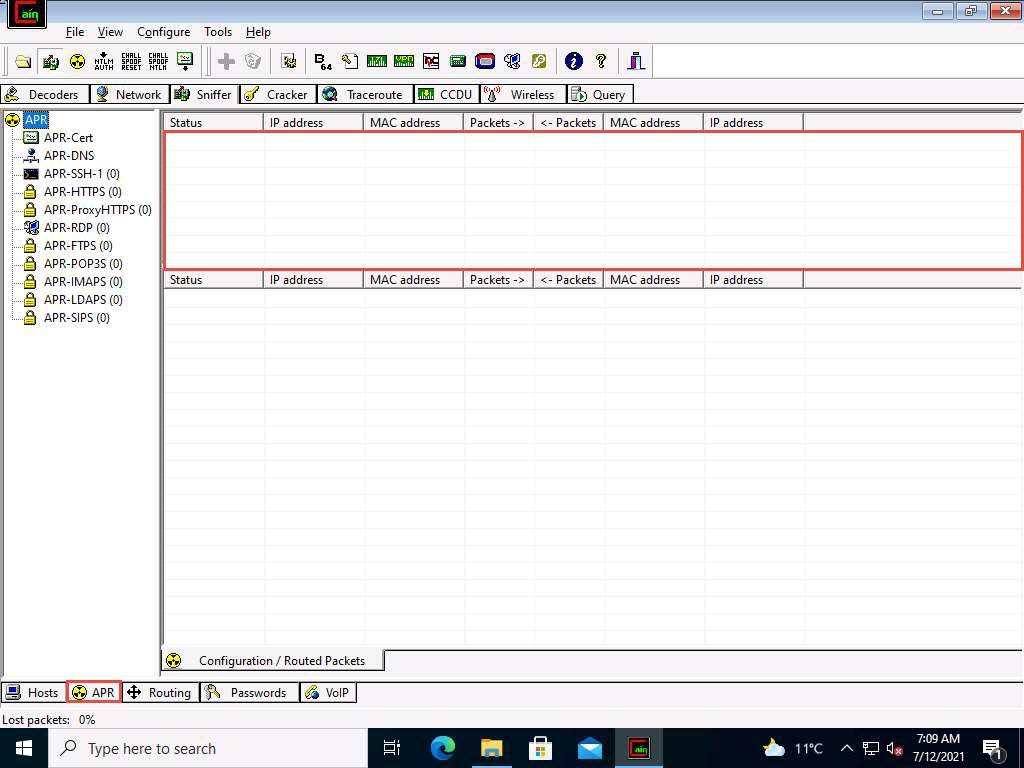 Cain
File View Configure Tools Help
NTLM AUTH
CHALL SPOOF RESET
CHALL SPOOF NTLM
B 64
Decoders Network Sniffer Cracker Traceroute CCDU Wireless Query
APR
APR-Cert
APR-DNS
APR-SSH-1 (0)
APR-HTTPS (0)
APR-ProxyHTTPS (0)
APR-RDP (0)
APR-FTPS (0)
APR-POP3S (0)
APR-IMAPS (0)
APR-LDAPS (0)
APR-SIPS (0)
Status IP address MAC address Packets -> <- Packets MAC address IP address
Status IP address MAC address Packets -> <- Packets MAC address IP address
Configuration / Routed Packets
Hosts APR Routing Passwords VoIP
Lost packets: 0%
Type here to search
Cain
11°C
7:09 AM
7/12/2021
1